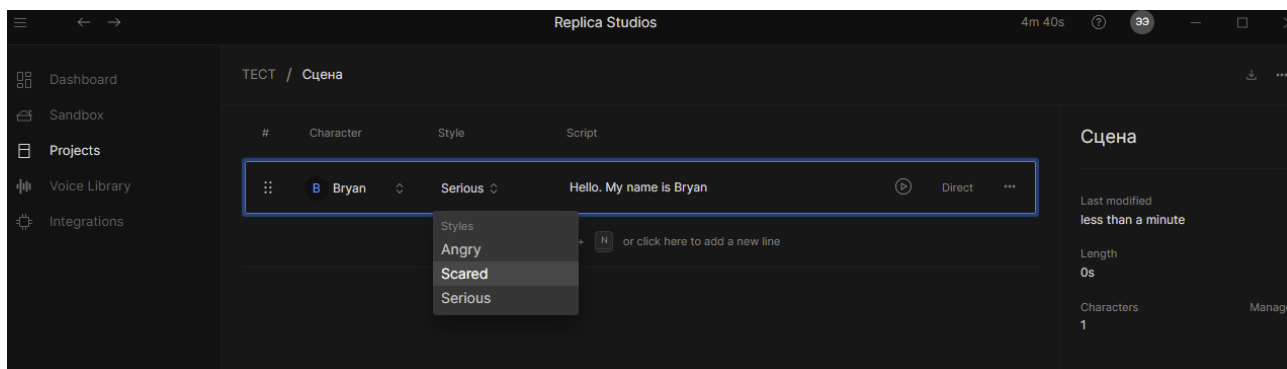 Replica Studios
4m 40s
ЭЭ
Dashboard
Sandbox
Projects
Voice Library
Integrations
ТЕСТ / Сцена
# Character Style Script
B Bryan Serious Hello. My name is Bryan Direct
Styles
Angry
Scared
Serious
+ N or click here to add a new line
Сцена
Last modified
less than a minute
Length
0s
Characters Manag
1